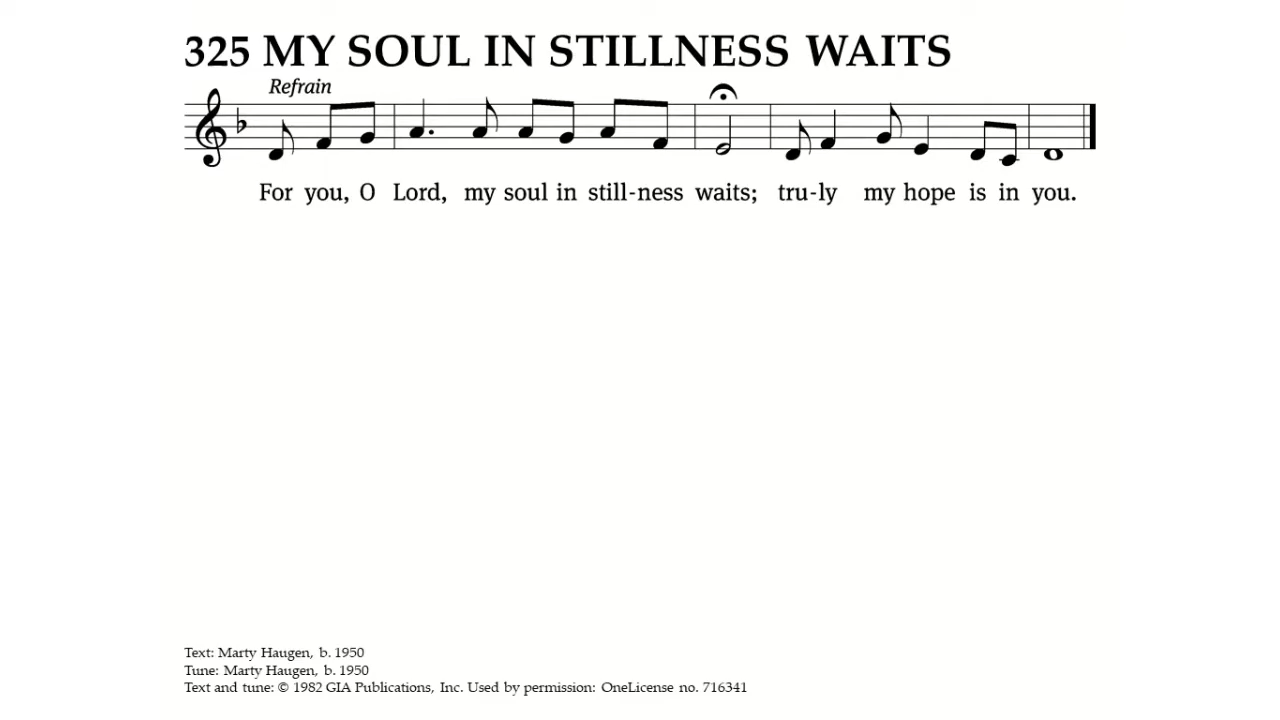 325 MY SOUL IN STILLNESS WAITS
Refrain
For you, O Lord, my soul in still-ness waits; tru-ly my hope is in you.
Text: Marty Haugen, b. 1950
Tune: Marty Haugen, b. 1950
Text and tune: © 1982 GIA Publications, Inc. Used by permission: OneLicense no. 716341